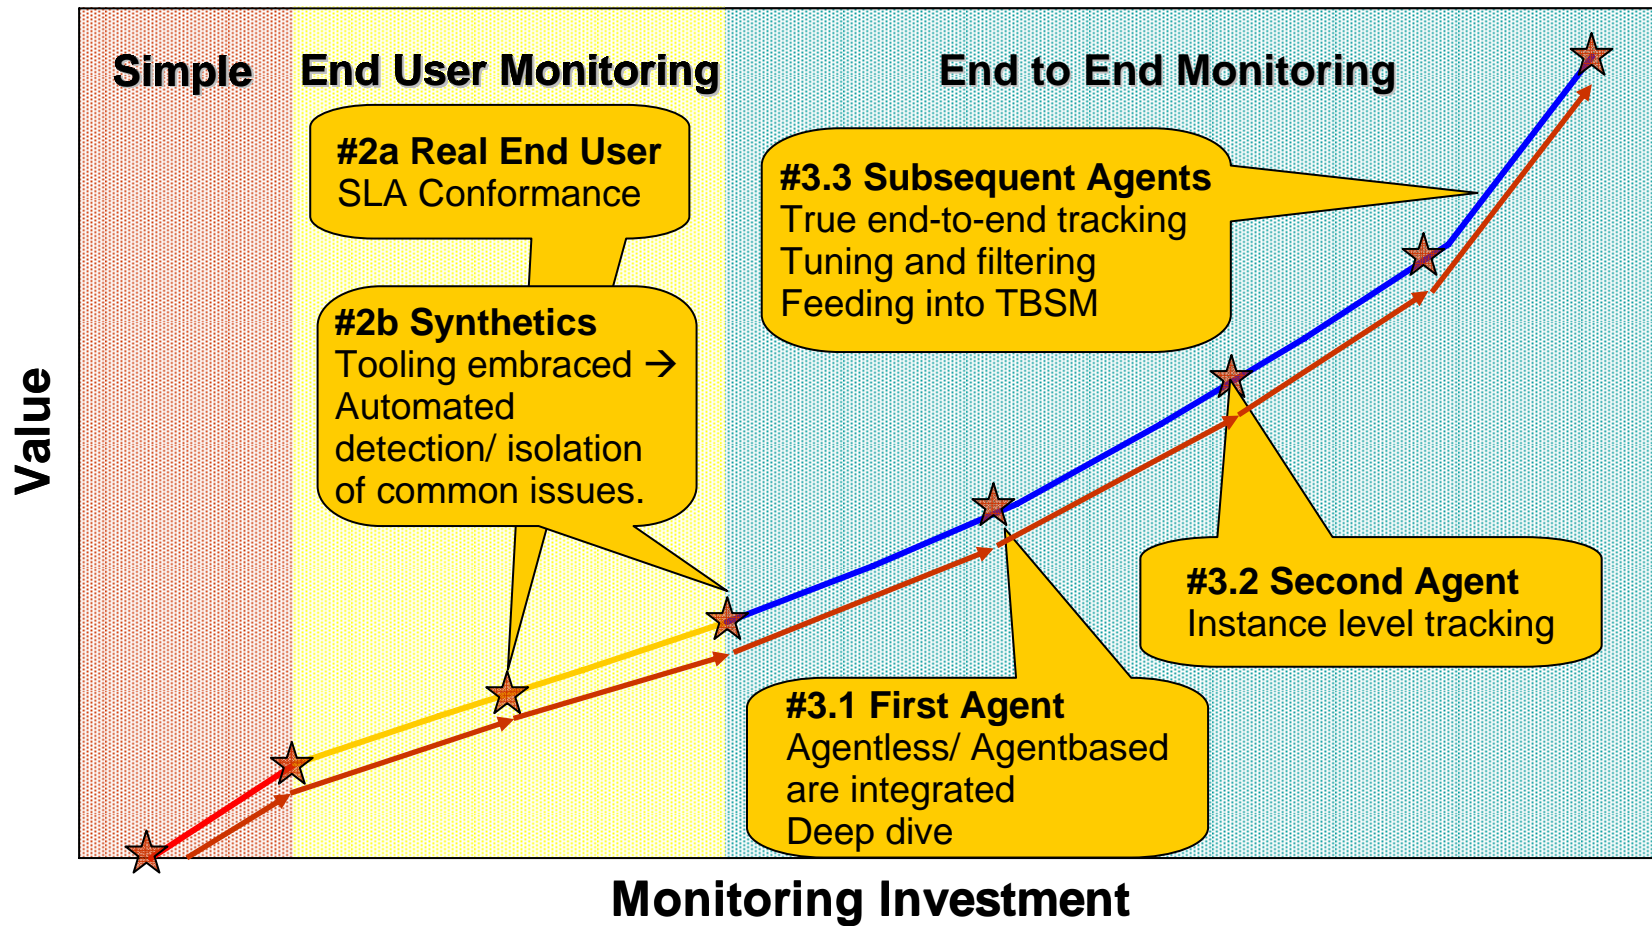 Simple
End User Monitoring
End to End Monitoring
#2a Real End User
SLA Conformance
#2b Synthetics
Tooling embraced →
Automated
detection/ isolation
of common issues.
#3.3 Subsequent Agents
True end-to-end tracking
Tuning and filtering
Feeding into TBSM
#3.2 Second Agent
Instance level tracking
#3.1 First Agent
Agentless/ Agentbased
are integrated
Deep dive
Value
Monitoring Investment